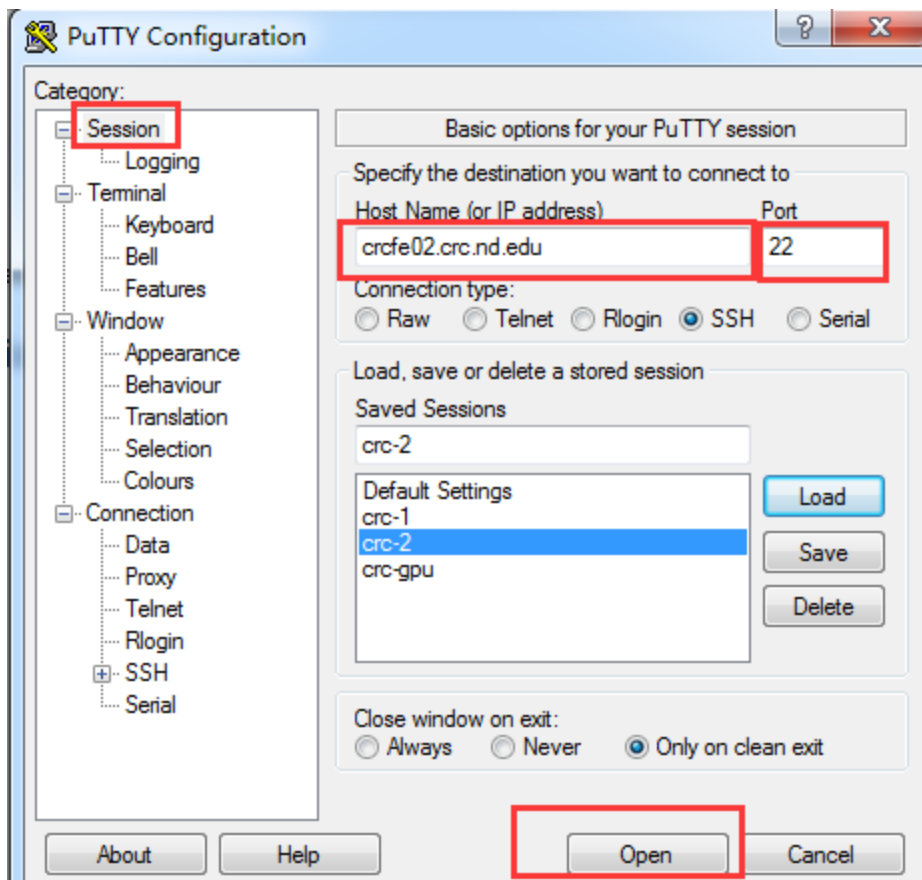 PuTTY Configuration
Category:
Session
Logging
Terminal
Keyboard
Bell
Features
Window
Appearance
Behaviour
Translation
Selection
Colours
Connection
Data
Proxy
Telnet
Rlogin
SSH
Serial
Basic options for your PuTTY session
Specify the destination you want to connect to
Host Name (or IP address) Port
crcfe02.crc.nd.edu 22
Connection type:
Raw Telnet Rlogin SSH Serial
Load, save or delete a stored session
Saved Sessions
crc-2
Default Settings
crc-1
crc-2
crc-gpu
Load
Save
Delete
Close window on exit:
Always Never Only on clean exit
About Help Open Cancel